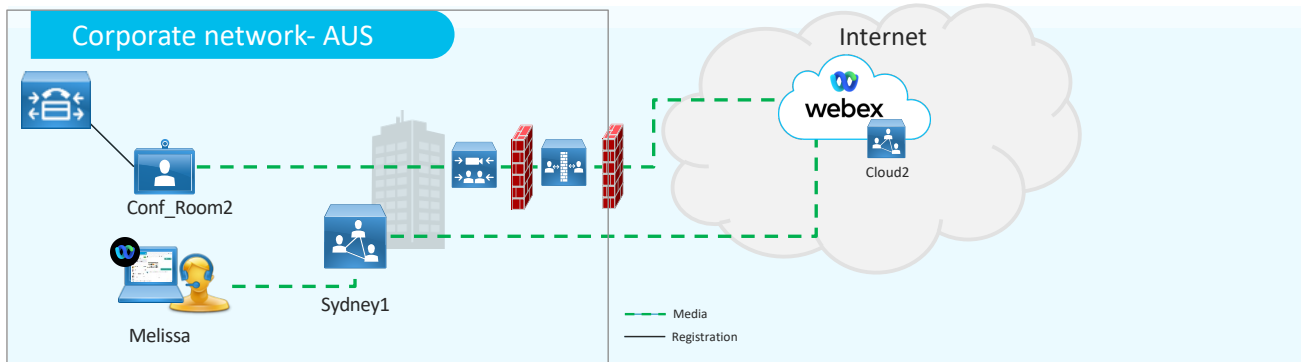 Corporate network- AUS
Internet
webex
Cloud2
Conf_Room2
Sydney1
Melissa
Media
Registration